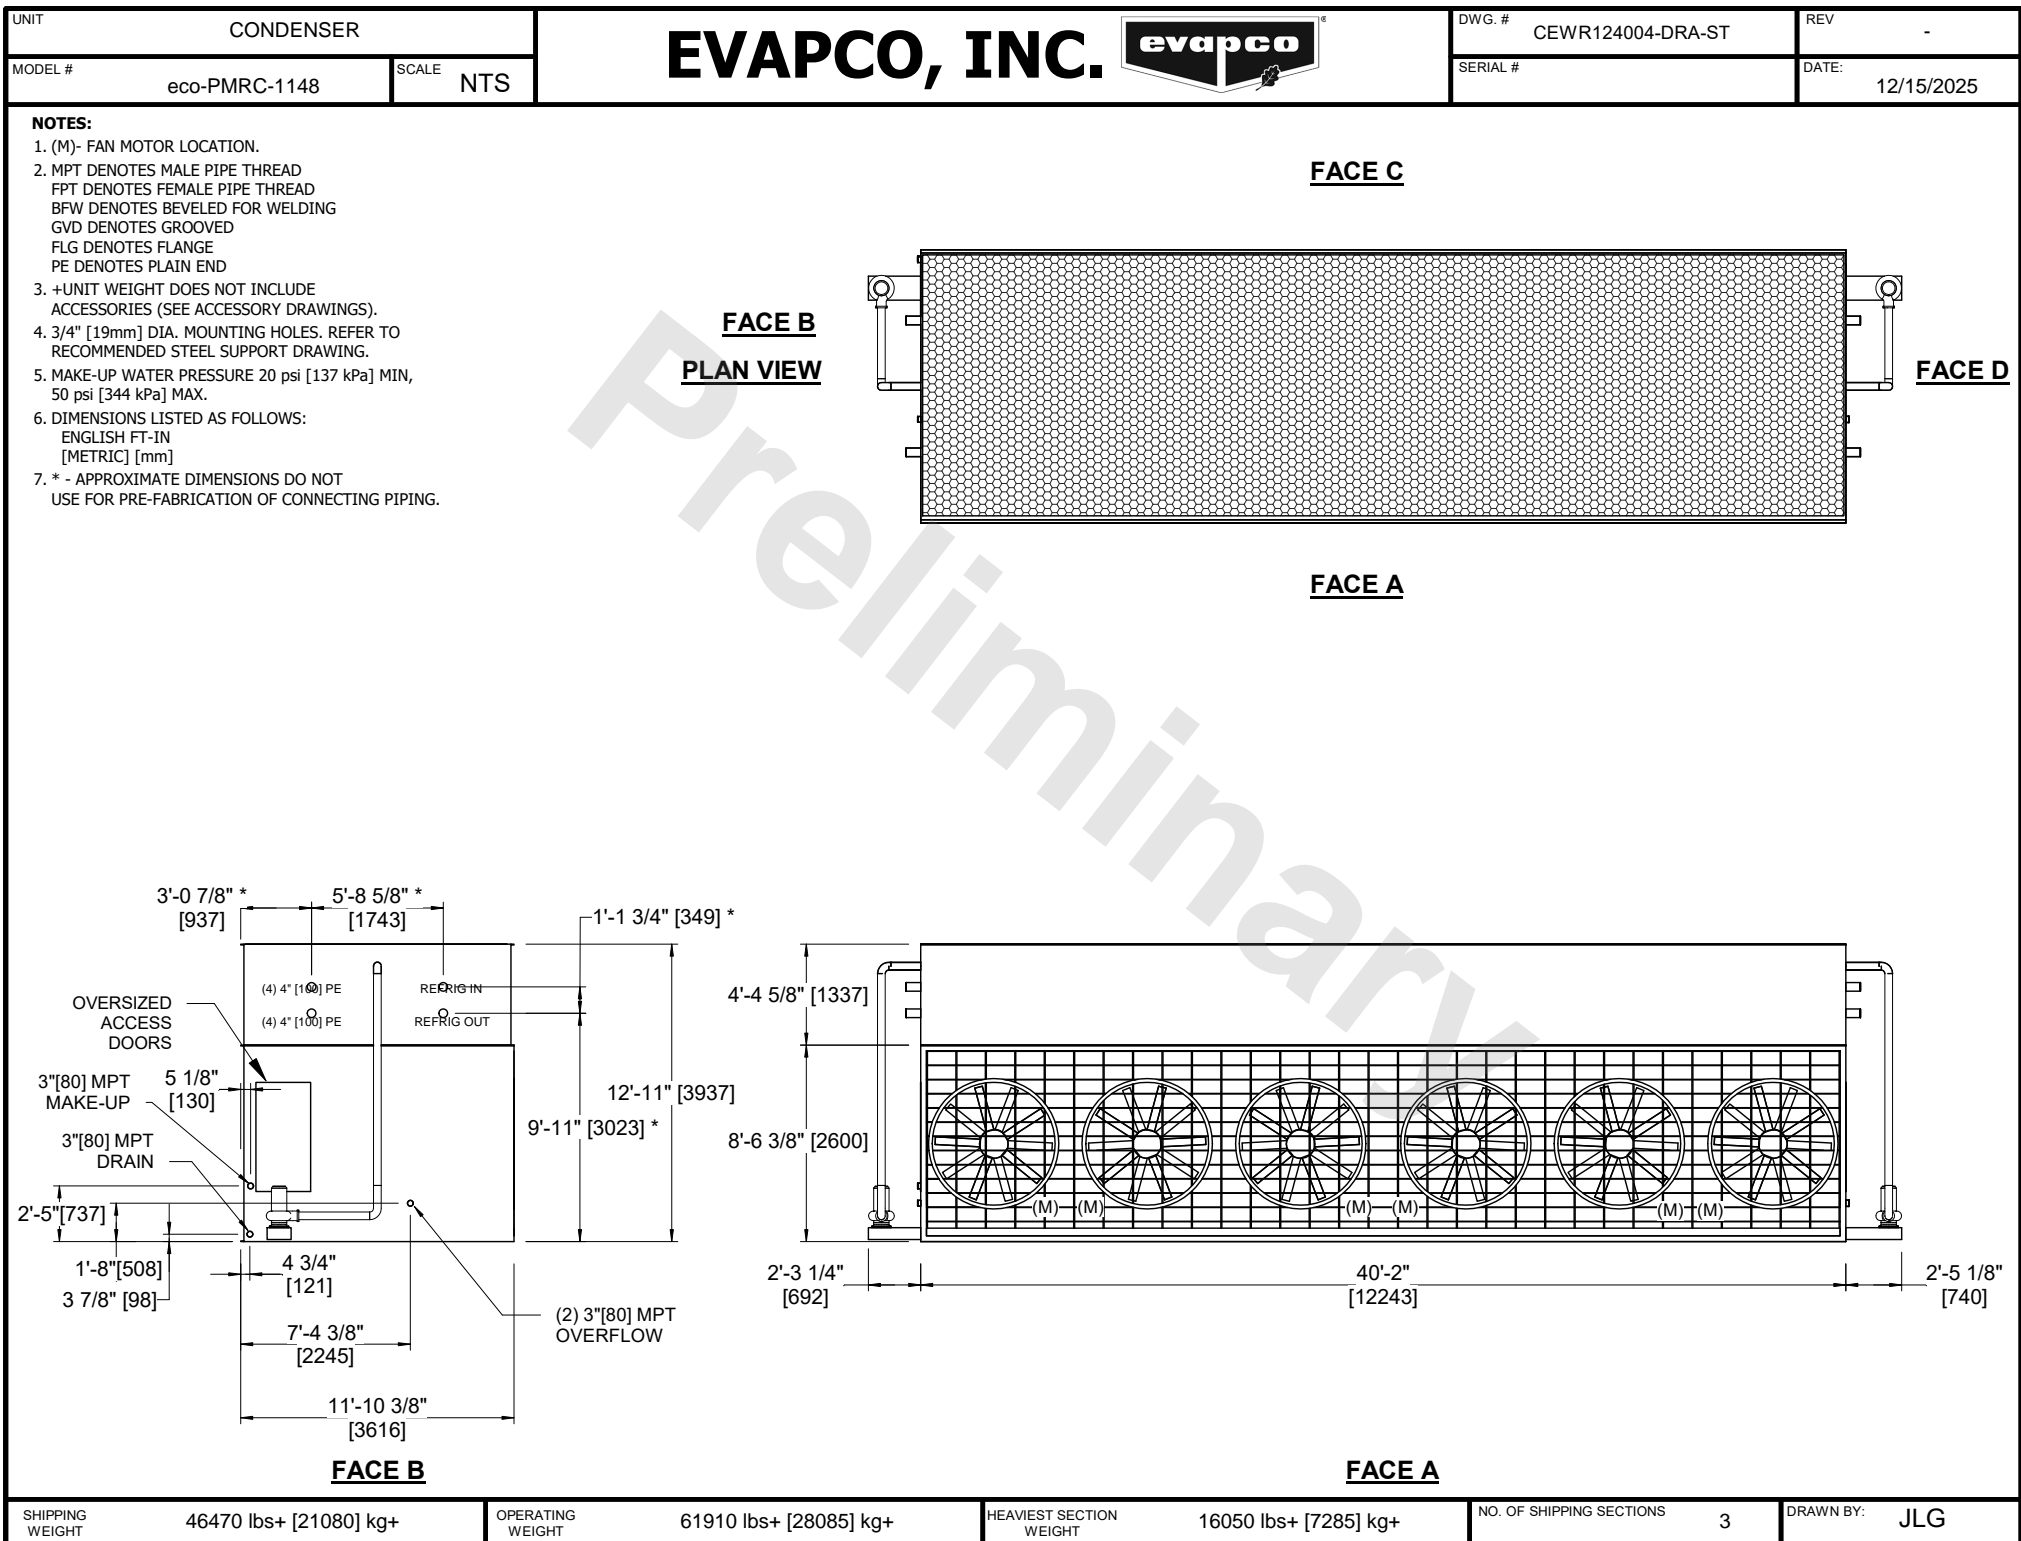 UNIT
CONDENSER
MODEL #
eco-PMRC-1148
SCALE
NTS
EVAPCO, INC.
evapco
®
DWG. #
CEWR124004-DRA-ST
REV
-
SERIAL #
DATE:
12/15/2025
NOTES:
1. (M)- FAN MOTOR LOCATION.
2. MPT DENOTES MALE PIPE THREAD
FPT DENOTES FEMALE PIPE THREAD
BFW DENOTES BEVELED FOR WELDING
GVD DENOTES GROOVED
FLG DENOTES FLANGE
PE DENOTES PLAIN END
3. +UNIT WEIGHT DOES NOT INCLUDE
ACCESSORIES (SEE ACCESSORY DRAWINGS).
4. 3/4" [19mm] DIA. MOUNTING HOLES. REFER TO
RECOMMENDED STEEL SUPPORT DRAWING.
5. MAKE-UP WATER PRESSURE 20 psi [137 kPa] MIN,
50 psi [344 kPa] MAX.
6. DIMENSIONS LISTED AS FOLLOWS:
ENGLISH FT-IN
[METRIC] [mm]
7. * - APPROXIMATE DIMENSIONS DO NOT
USE FOR PRE-FABRICATION OF CONNECTING PIPING.
FACE C
FACE B
PLAN VIEW
FACE D
FACE A
Preliminary
3'-0 7/8" *
[937]
5'-8 5/8" *
[1743]
1'-1 3/4" [349] *
(4) 4" [100] PE
REFRIG IN
(4) 4" [100] PE
REFRIG OUT
OVERSIZED
ACCESS
DOORS
3"[80] MPT
MAKE-UP
5 1/8"
[130]
3"[80] MPT
DRAIN
12'-11" [3937]
9'-11" [3023] *
2'-5"[737]
1'-8"[508]
3 7/8" [98]
4 3/4"
[121]
7'-4 3/8"
[2245]
(2) 3"[80] MPT
OVERFLOW
11'-10 3/8"
[3616]
FACE B
4'-4 5/8" [1337]
8'-6 3/8" [2600]
(M) (M) (M) (M) (M) (M)
2'-3 1/4"
[692]
40'-2"
[12243]
2'-5 1/8"
[740]
FACE A
SHIPPING
WEIGHT
46470 lbs+ [21080] kg+
OPERATING
WEIGHT
61910 lbs+ [28085] kg+
HEAVIEST SECTION
WEIGHT
16050 lbs+ [7285] kg+
NO. OF SHIPPING SECTIONS
3
DRAWN BY:
JLG